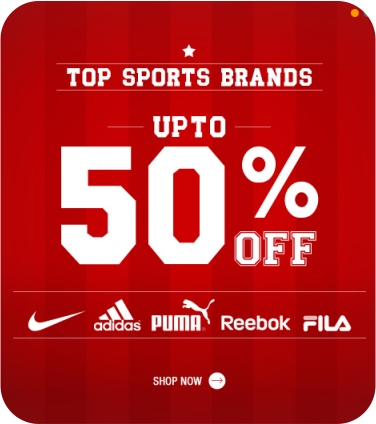 TOP SPORTS BRANDS
UPTO
50%
OFF
adidas PUMA Reebok FILA
SHOP NOW